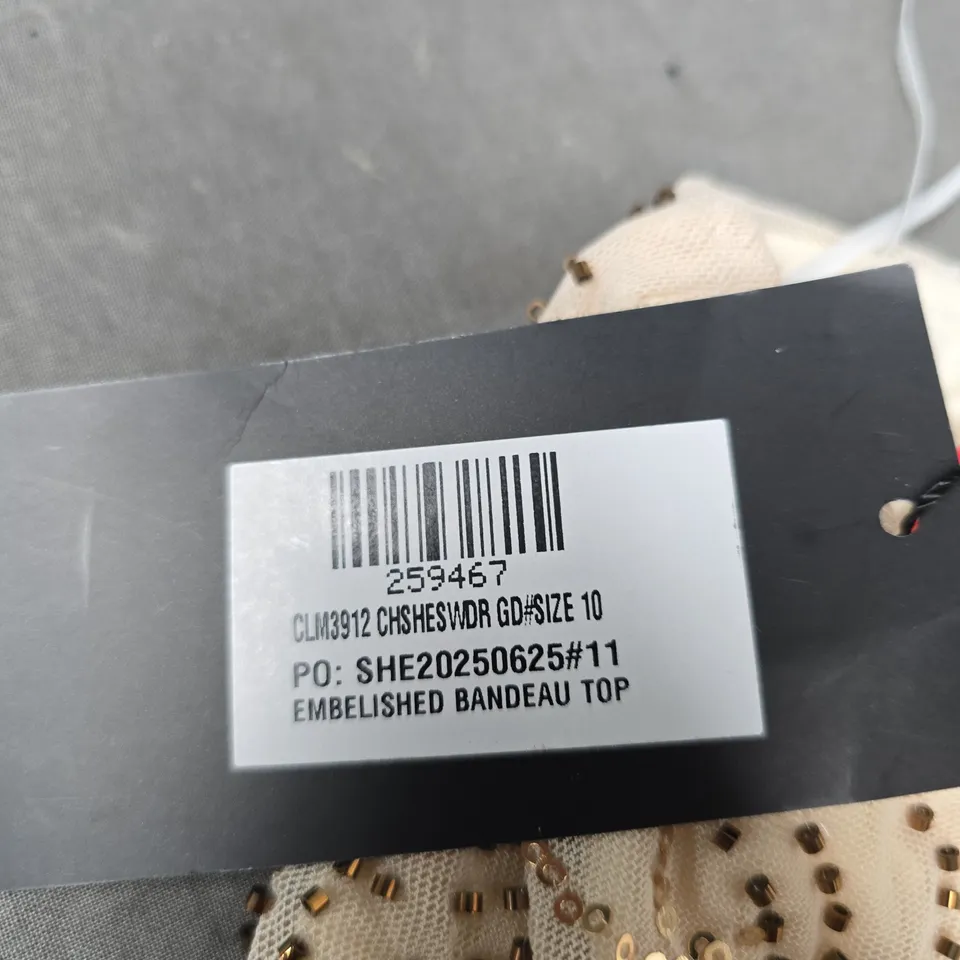 259467
CLM3912 CHSHESWDR GD#SIZE 10
PO: SHE20250625#11
EMBELISHED BANDEAU TOP